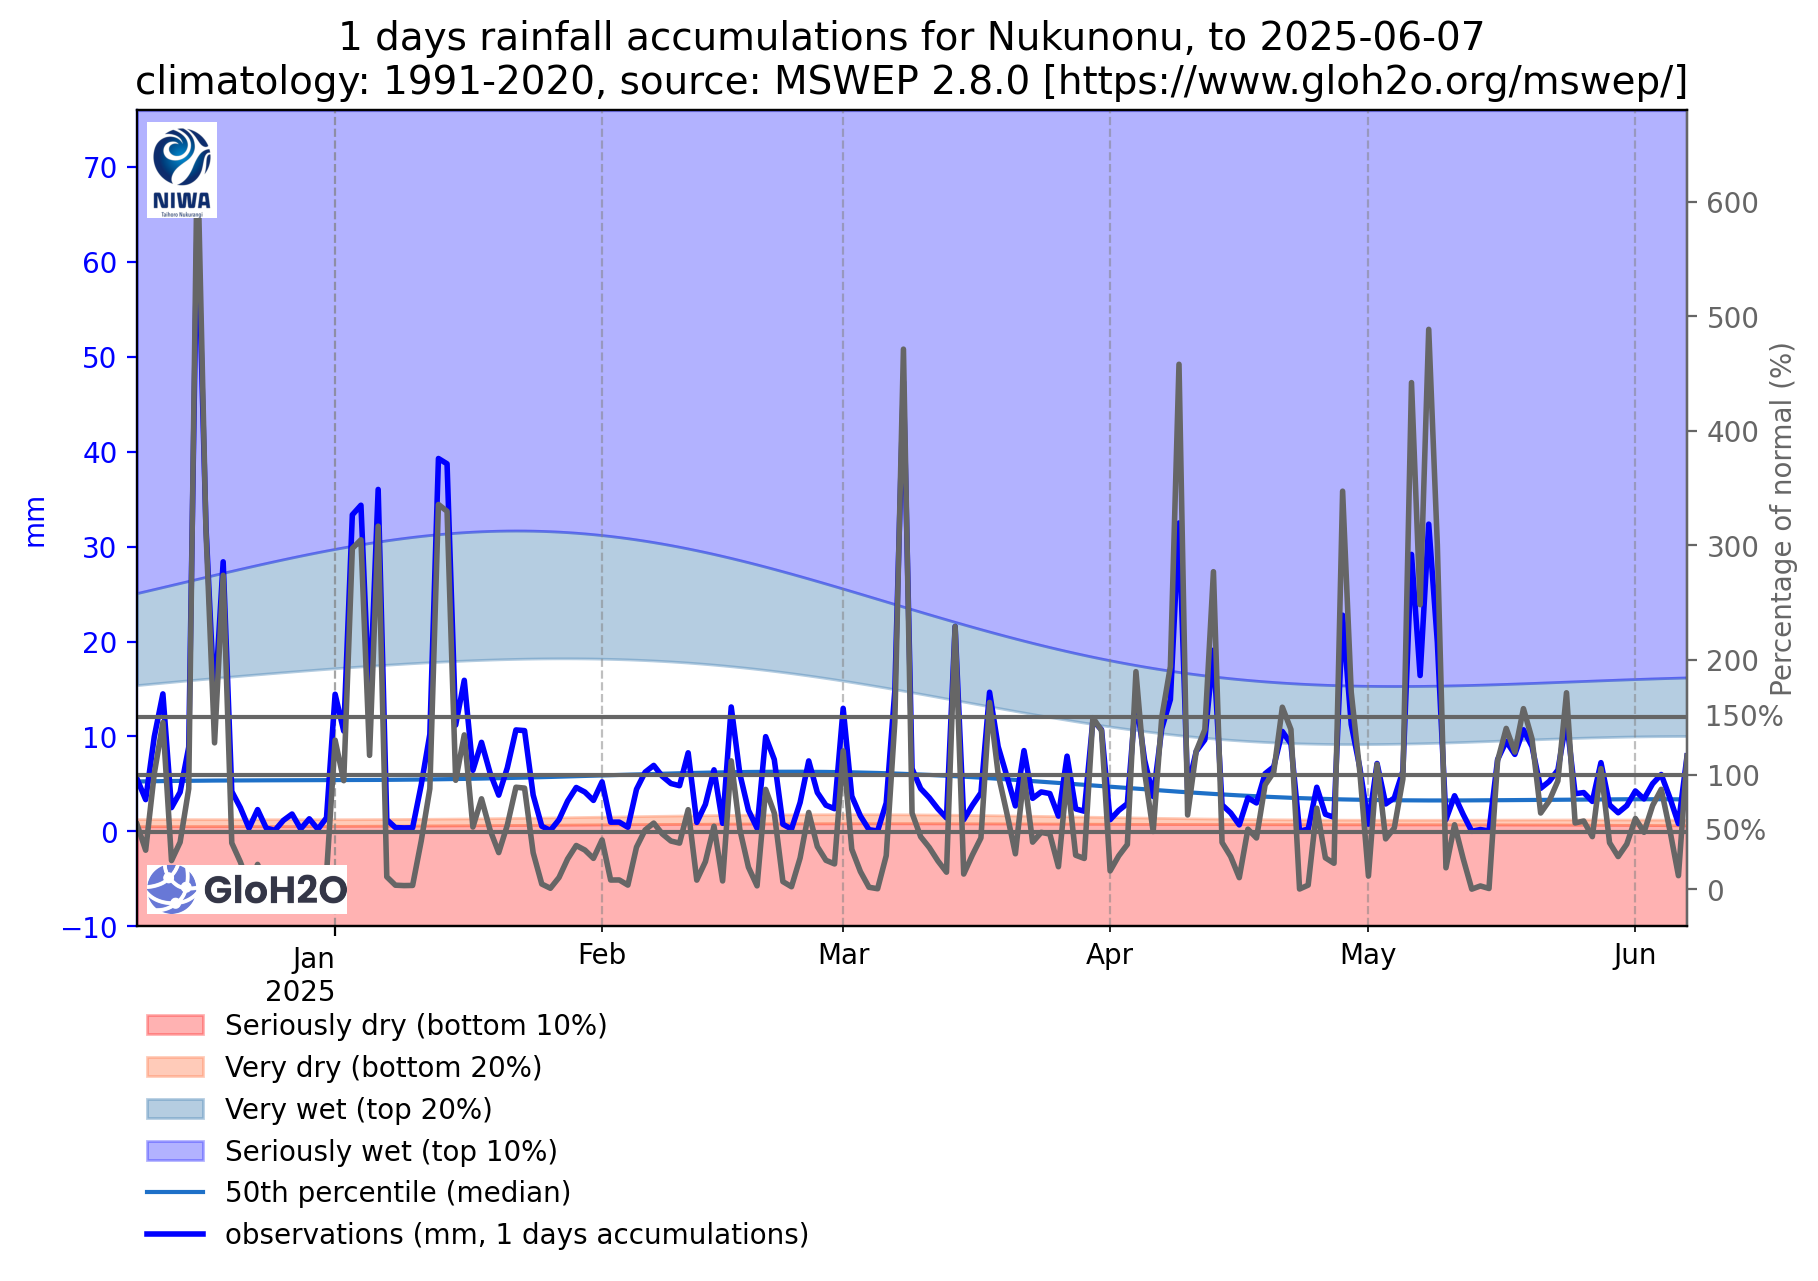 1 days rainfall accumulations for Nukunonu, to 2025-06-07
climatology: 1991-2020, source: MSWEP 2.8.0 [https://www.gloh2o.org/mswep/]
NIWA
Taihoro Nukurangi
70
60
50
40
30
20
10
0
−10
mm
600
500
400
300
200
150%
100
50%
0
Percentage of normal (%)
GloH2O
Jan
2025
Feb
Mar
Apr
May
Jun
Seriously dry (bottom 10%)
Very dry (bottom 20%)
Very wet (top 20%)
Seriously wet (top 10%)
50th percentile (median)
observations (mm, 1 days accumulations)